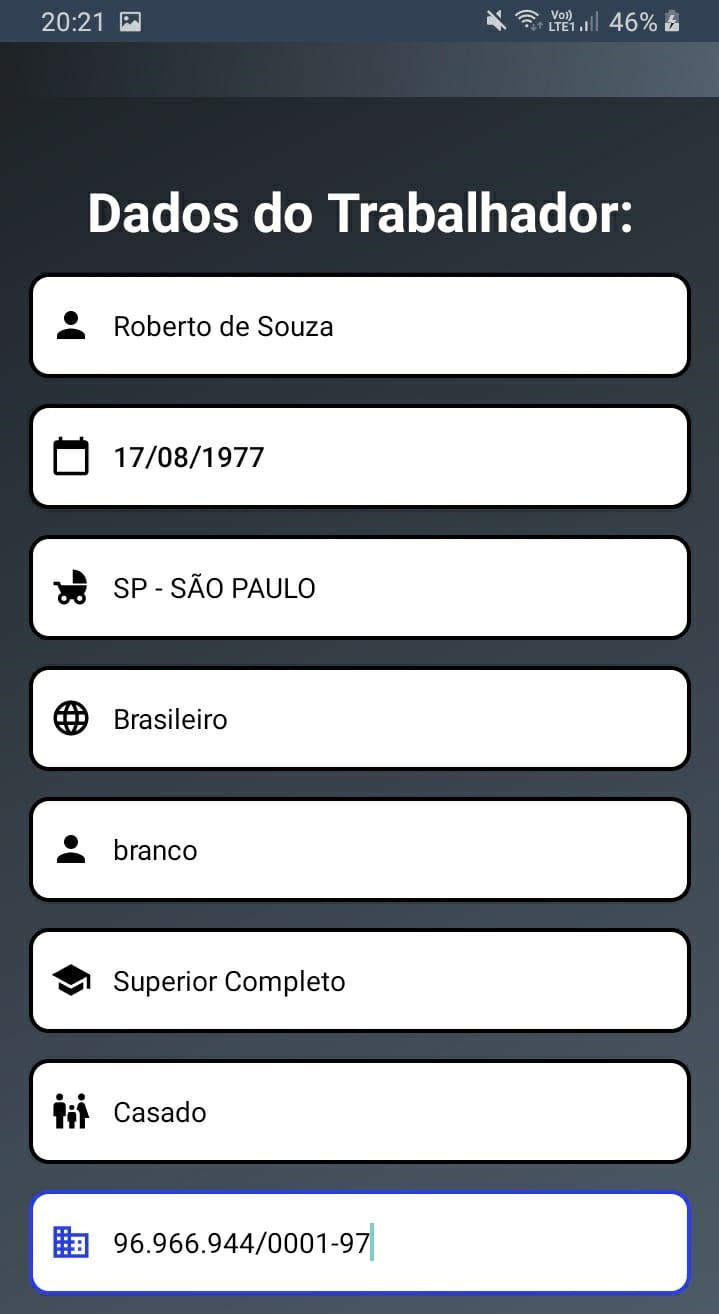 20:21
Vo)) LTE1 46%
Dados do Trabalhador:
Roberto de Souza
17/08/1977
SP - SÃO PAULO
Brasileiro
branco
Superior Completo
Casado
96.966.944/0001-97